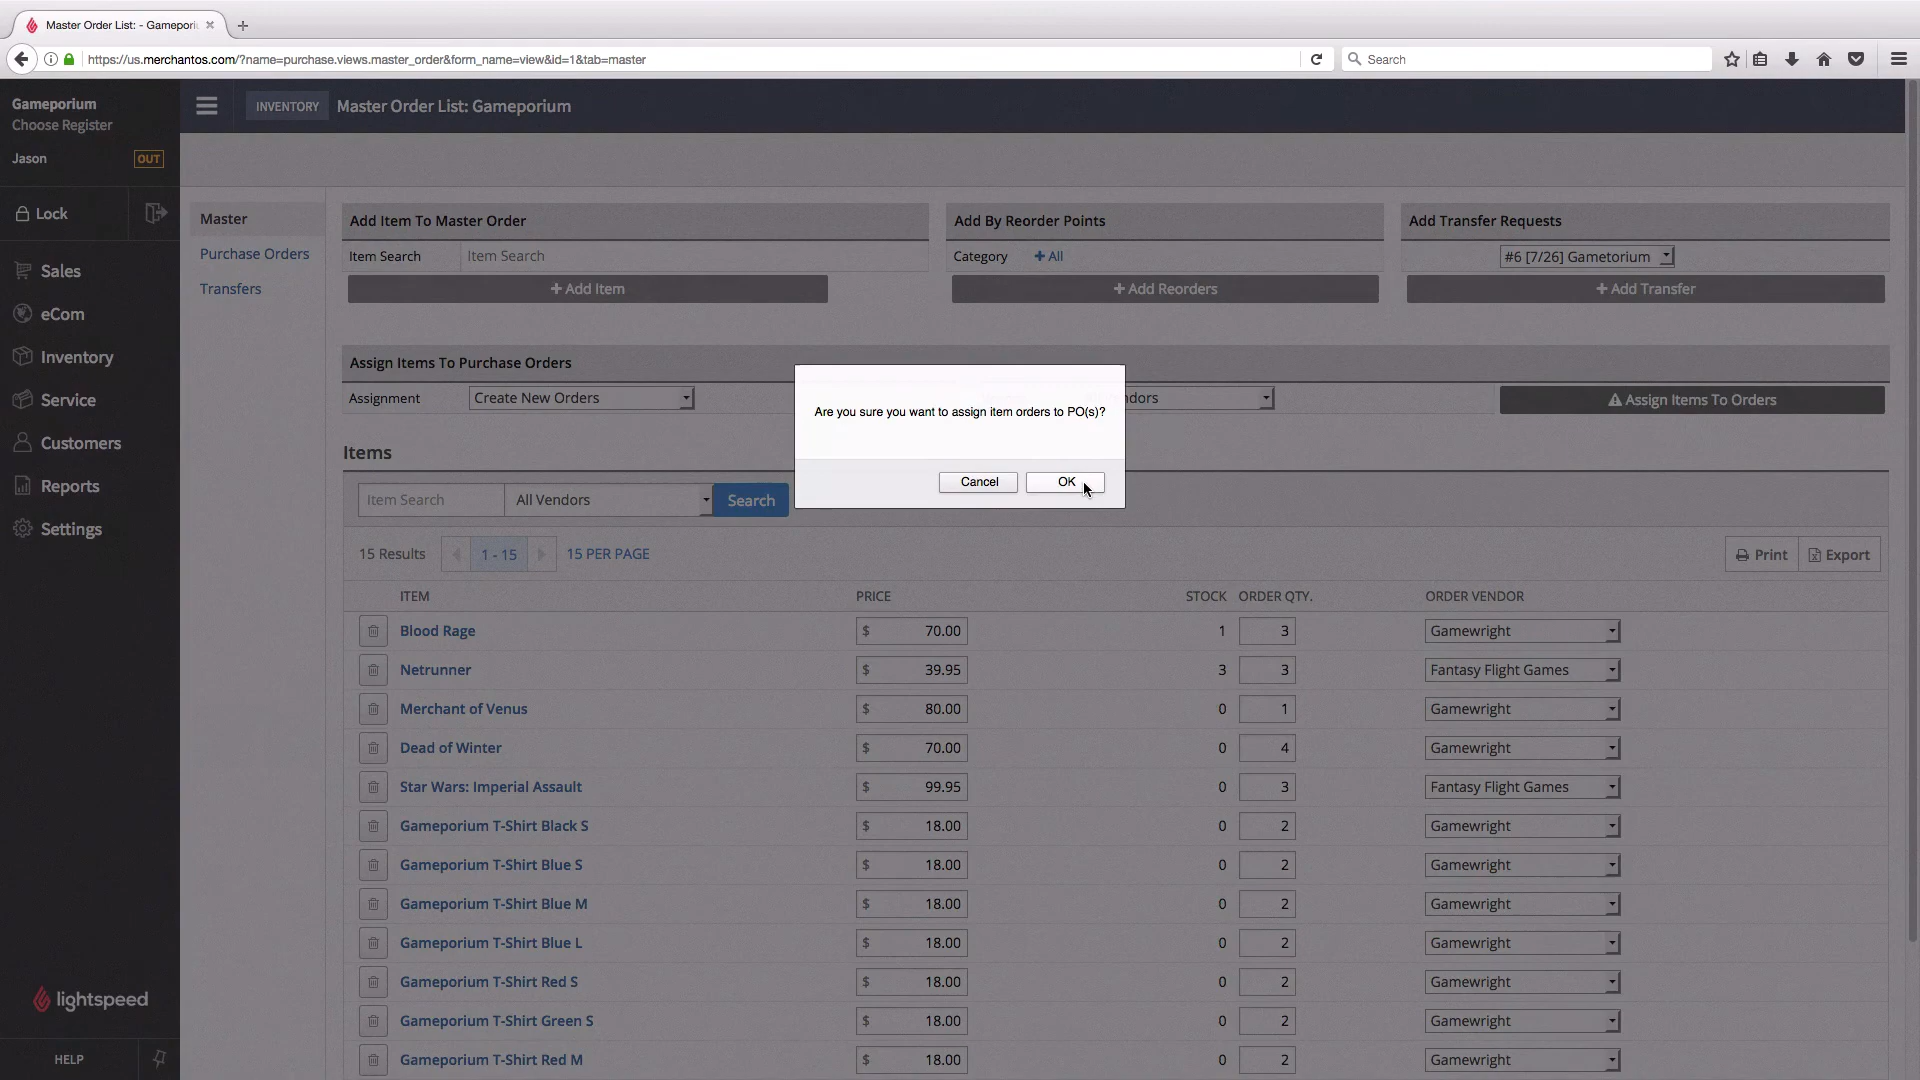 Master Order List: - Gamepori
https://us.merchantos.com/?name=purchase.views.master_order&form_name=view&id=1&tab=master
Search
Gameporium
Choose Register
Jason
OUT
Lock
Sales
eCom
Inventory
Service
Customers
Reports
Settings
lightspeed
HELP
INVENTORY
Master Order List: Gameporium
Master
Purchase Orders
Transfers
Add Item To Master Order
Item Search
Item Search
+ Add Item
Add By Reorder Points
Category
+ All
+ Add Reorders
Add Transfer Requests
#6 [7/26] Gametorium
+ Add Transfer
Assign Items To Purchase Orders
Assignment
Create New Orders
dors
Assign Items To Orders
Are you sure you want to assign item orders to PO(s)?
Cancel
OK
Items
Item Search
All Vendors
Search
15 Results
1 - 15
15 PER PAGE
Print
Export
ITEM PRICE STOCK ORDER QTY. ORDER VENDOR
Blood Rage $ 70.00 1 3 Gamewright
Netrunner $ 39.95 3 3 Fantasy Flight Games
Merchant of Venus $ 80.00 0 1 Gamewright
Dead of Winter $ 70.00 0 4 Gamewright
Star Wars: Imperial Assault $ 99.95 0 3 Fantasy Flight Games
Gameporium T-Shirt Black S $ 18.00 0 2 Gamewright
Gameporium T-Shirt Blue S $ 18.00 0 2 Gamewright
Gameporium T-Shirt Blue M $ 18.00 0 2 Gamewright
Gameporium T-Shirt Blue L $ 18.00 0 2 Gamewright
Gameporium T-Shirt Red S $ 18.00 0 2 Gamewright
Gameporium T-Shirt Green S $ 18.00 0 2 Gamewright
Gameporium T-Shirt Red M $ 18.00 0 2 Gamewright